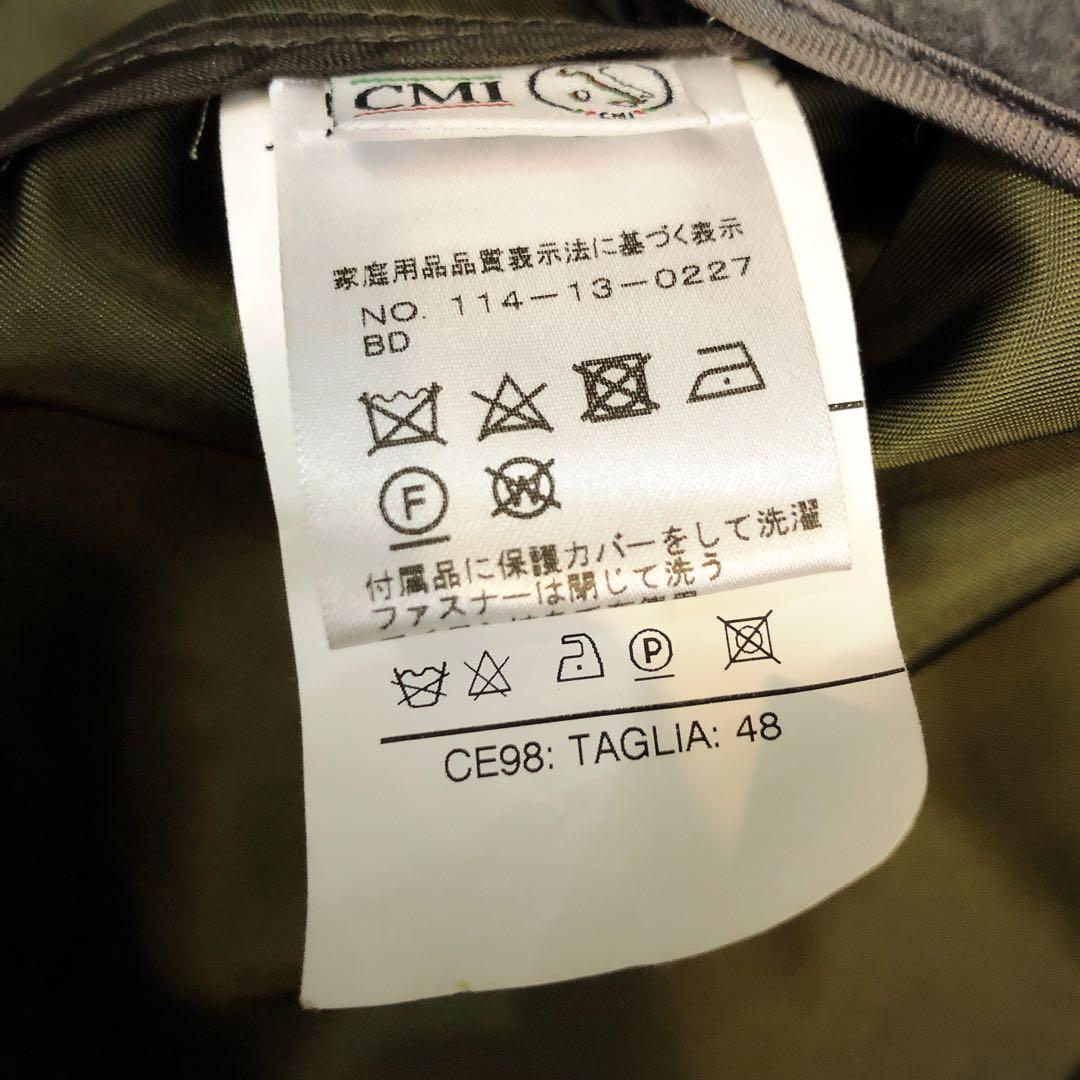 CMI
CMI
家庭用品品質表示法に基づく表示
NO. 114-13-0227
BD
F
W
付属品に保護カバーをして洗濯
ファスナーは閉じて洗う
P
CE98: TAGLIA: 48